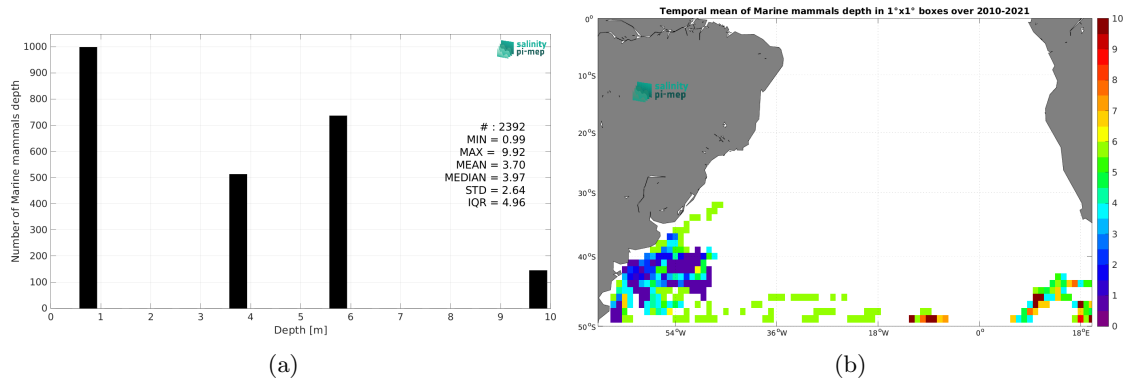 1000
900
800
700
600
500
400
300
200
100
0
Number of Marine mammals depth
salinity
pi-mep
# : 2392
MIN = 0.99
MAX = 9.92
MEAN = 3.70
MEDIAN = 3.97
STD = 2.64
IQR = 4.96
0 1 2 3 4 5 6 7 8 9 10
Depth [m]
(a)
Temporal mean of Marine mammals depth in 1°x1° boxes over 2010-2021
0°
10°S
20°S
30°S
40°S
50°S
salinity
pi-mep
54°W 36°W 18°W 0° 18°E
10
9
8
7
6
5
4
3
2
1
0
(b)